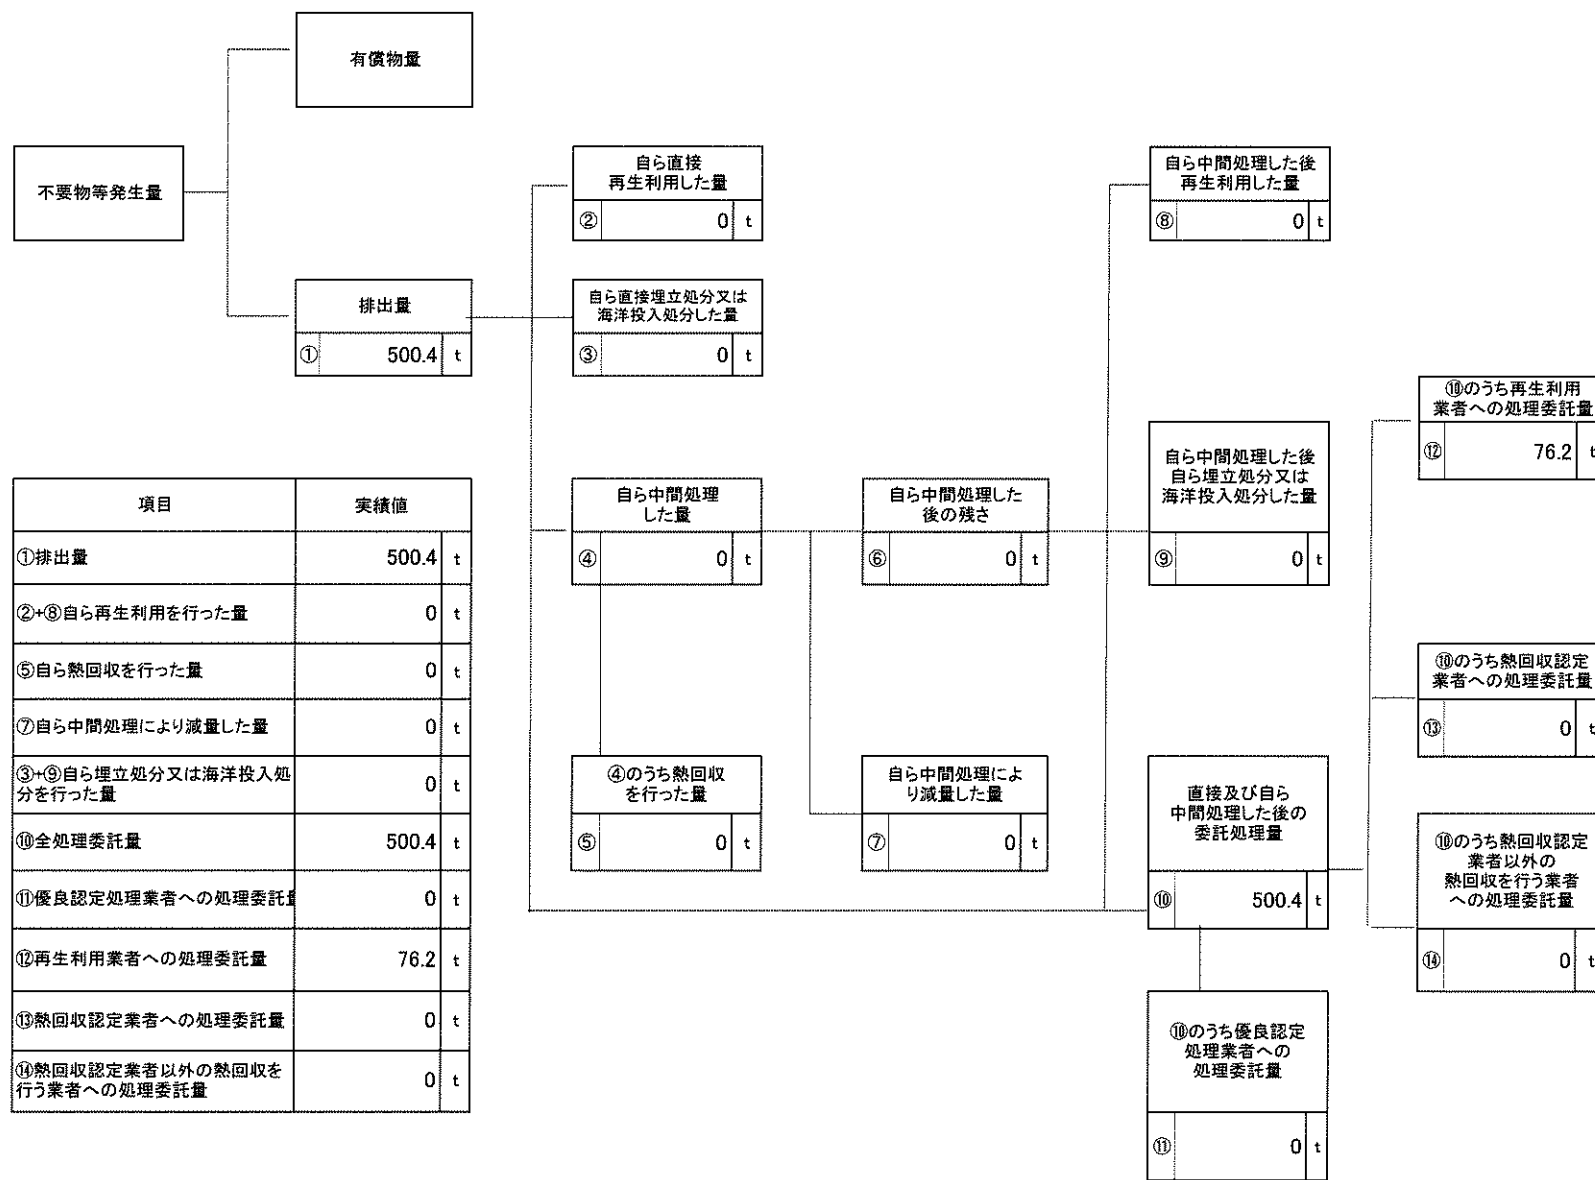 有償物量
不要物等発生量
排出量
① 500.4 t
自ら直接
再生利用した量
② 0 t
自ら直接埋立処分又は
海洋投入処分した量
③ 0 t
自ら中間処理
した量
④ 0 t
④のうち熱回収
を行った量
⑤ 0 t
自ら中間処理した
後の残さ
⑥ 0 t
自ら中間処理によ
り減量した量
⑦ 0 t
自ら中間処理した後
再生利用した量
⑧ 0 t
自ら中間処理した後
自ら埋立処分又は
海洋投入処分した量
⑨ 0 t
直接及び自ら
中間処理した後の
委託処理量
⑩ 500.4 t
⑩のうち優良認定
処理業者への
処理委託量
⑪ 0 t
⑩のうち再生利用
業者への処理委託量
⑫ 76.2 t
⑩のうち熱回収認定
業者への処理委託量
⑬ 0 t
⑩のうち熱回収認定
業者以外の
熱回収を行う業者
への処理委託量
⑭ 0 t
項目 実績値
①排出量 500.4 t
②+⑧自ら再生利用を行った量 0 t
⑤自ら熱回収を行った量 0 t
⑦自ら中間処理により減量した量 0 t
③+⑨自ら埋立処分又は海洋投入処
分を行った量 0 t
⑩全処理委託量 500.4 t
⑪優良認定処理業者への処理委託量 0 t
⑫再生利用業者への処理委託量 76.2 t
⑬熱回収認定業者への処理委託量 0 t
⑭熱回収認定業者以外の熱回収を
行う業者への処理委託量 0 t